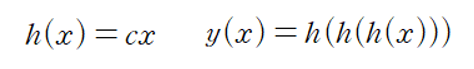 h(x) = cx    y(x) = h(h(h(x)))